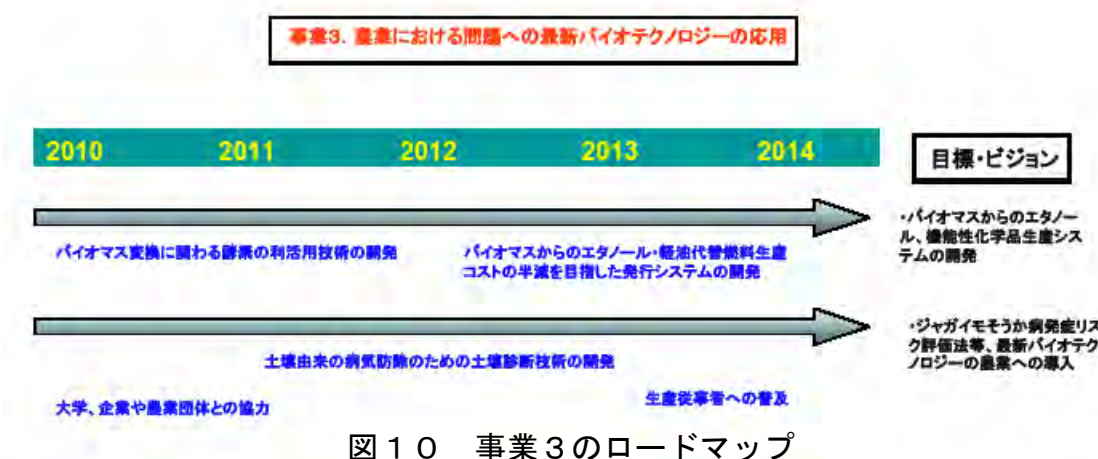 事業3. 農業における問題への最新バイオテクノロジーの応用
2010 2011 2012 2013 2014
目標・ビジョン
バイオマス変換に関わる酵素の利活用技術の開発
バイオマスからのエタノール・軽油代替燃料生産
コストの半減を目指した発行システムの開発
・バイオマスからのエタノー
ル、機能性化学品生産シス
テムの開発
土壌由来の病気防除のための土壌診断技術の開発
大学、企業や農業団体との協力
生産従事者への普及
・ジャガイモそうか病発症リス
ク評価法等、最新バイオテク
ノロジーの農業への導入
図10 事業3のロードマップ